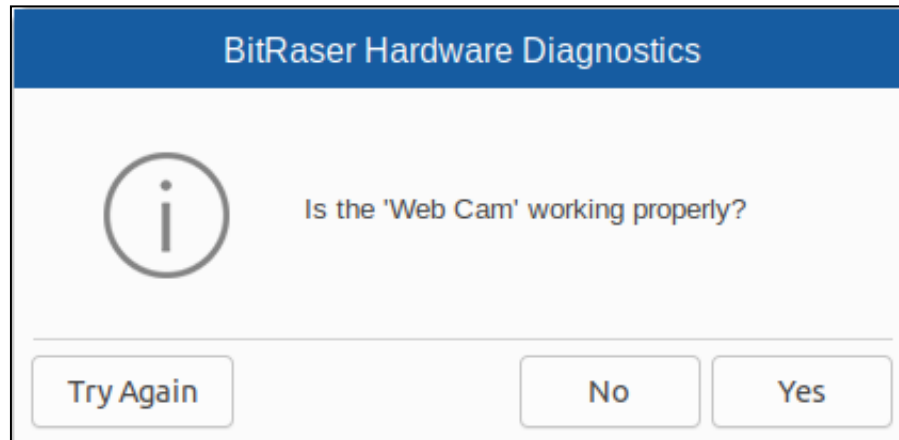 BitRaser Hardware Diagnostics
Is the 'Web Cam' working properly?
Try Again
No
Yes